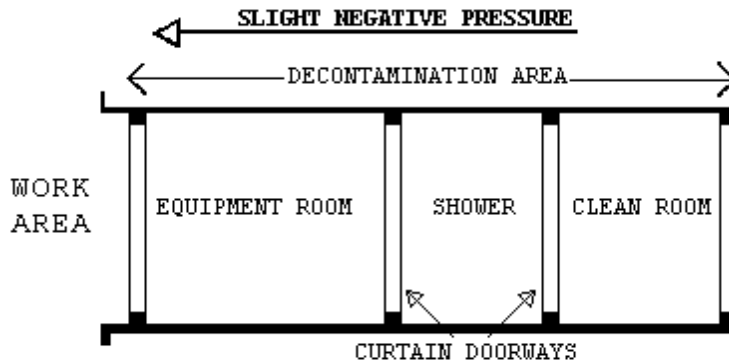 SLIGHT NEGATIVE PRESSURE
DECONTAMINATION AREA
WORK
AREA
EQUIPMENT ROOM
SHOWER
CLEAN ROOM
CURTAIN DOORWAYS